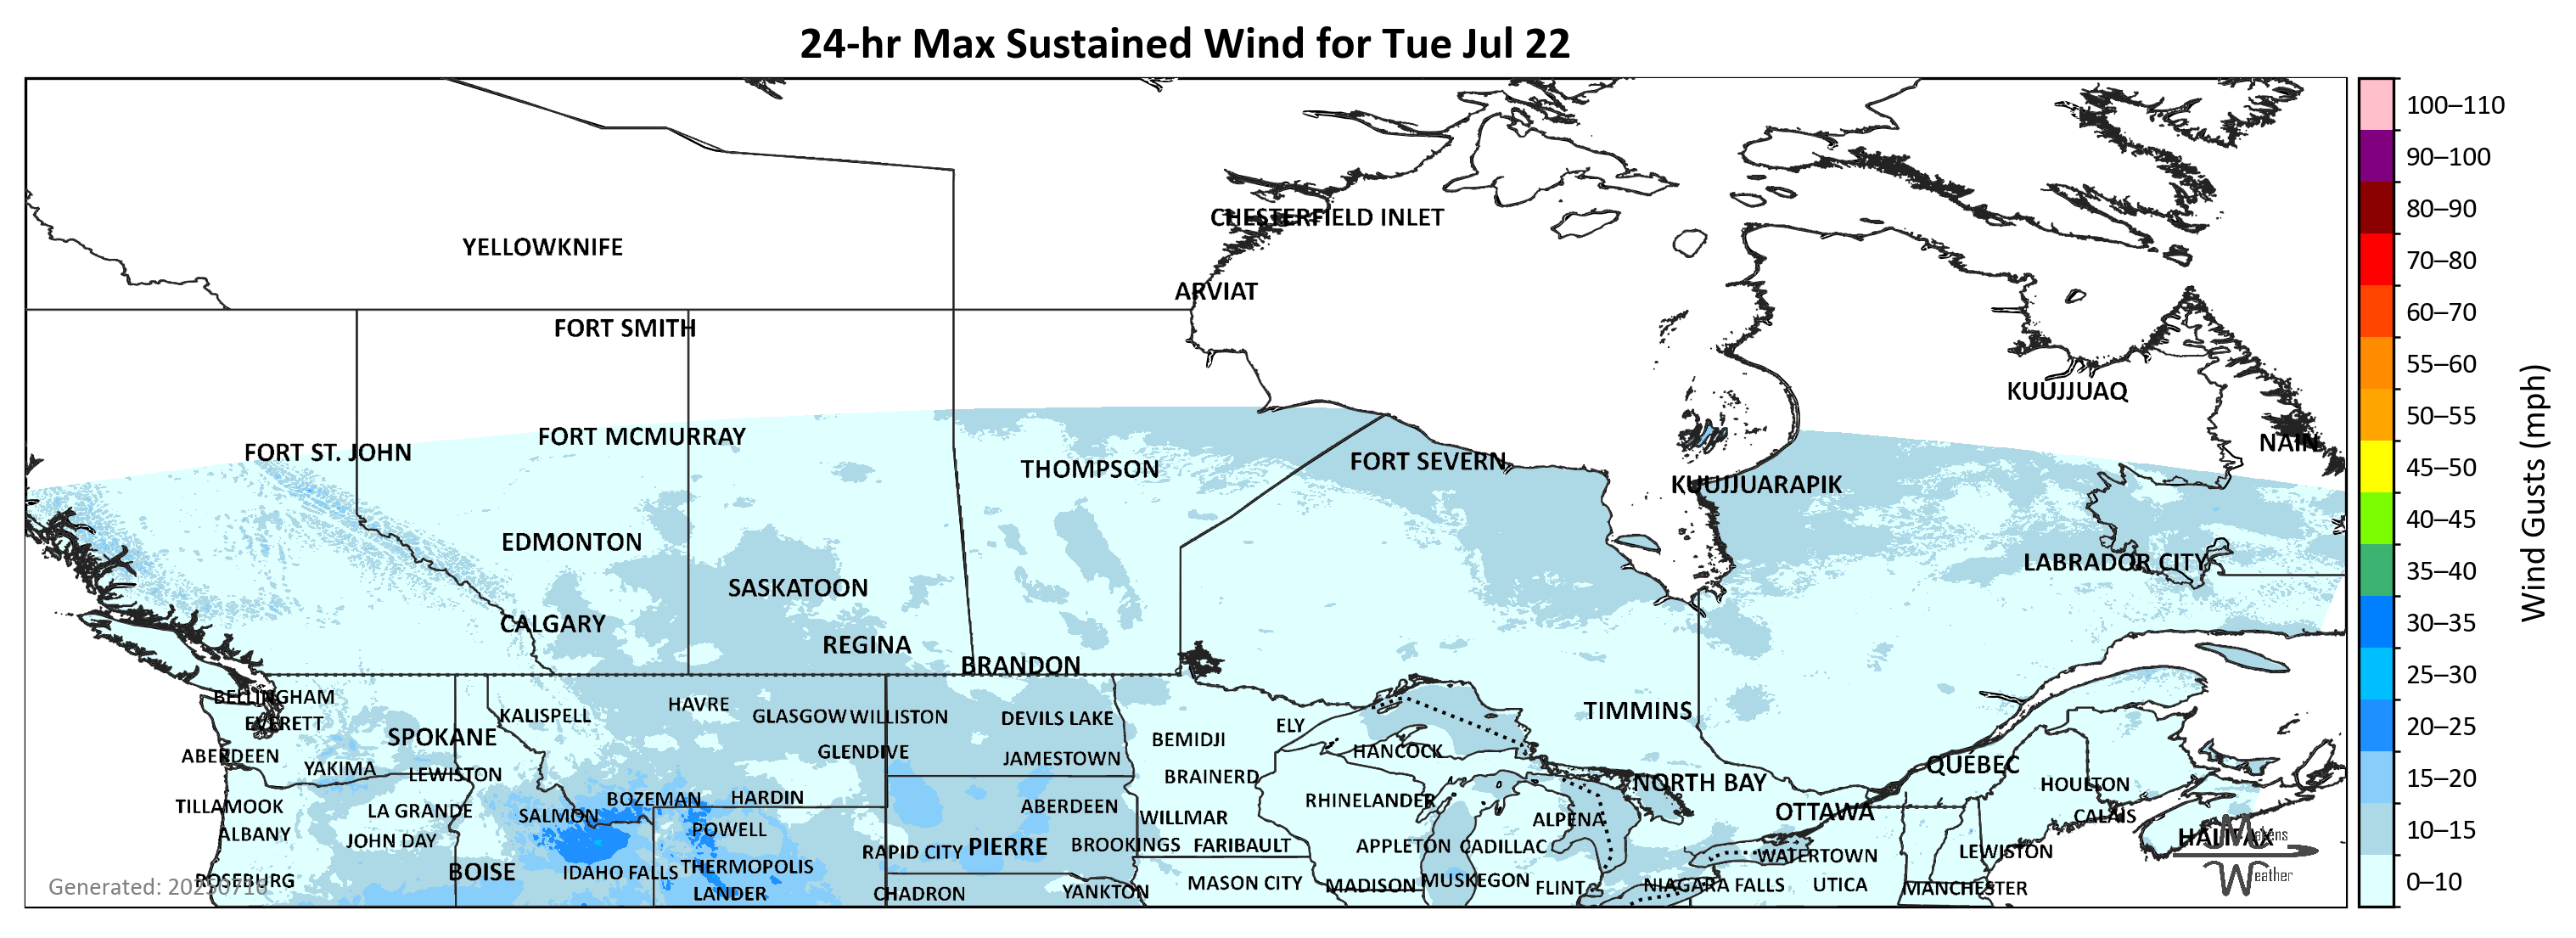 24-hr Max Sustained Wind for Tue Jul 22
100–110
90–100
80–90
70–80
60–70
55–60
50–55
45–50
40–45
35–40
30–35
25–30
20–25
15–20
10–15
0–10
Wind Gusts (mph)
CHESTERFIELD INLET
YELLOWKNIFE
ARVIAT
FORT SMITH
KUUJJUAQ
FORT MCMURRAY
NAIN
FORT ST. JOHN
FORT SEVERN
THOMPSON
KUUJJUARAPIK
EDMONTON
LABRADOR CITY
SASKATOON
CALGARY
REGINA
BRANDON
BELLINGHAM
HAVRE
TIMMINS
KALISPELL
GLASGOW
WILLISTON
DEVILS LAKE
EVERETT
ELY
SPOKANE
BEMIDJI
GLENDIVE
HANCOCK
ABERDEEN
JAMESTOWN
QUÉBEC
YAKIMA
LEWISTON
BRAINERD
NORTH BAY
HOULTON
BOZEMAN
HARDIN
RHINELANDER
TILLAMOOK
LA GRANDE
ABERDEEN
OTTAWA
SALMON
WILLMAR
ALPENA
CALAIS
POWELL
ALBANY
JOHN DAY
HALIFAX
Makens
Weather
RAPID CITY
PIERRE
BROOKINGS
FARIBAULT
APPLETON
CADILLAC
WATERTOWN
LEWISTON
BOISE
IDAHO FALLS
THERMOPOLIS
ROSEBURG
MASON CITY
MADISON
MUSKEGON
FLINT
NIAGARA FALLS
UTICA
MANCHESTER
LANDER
CHADRON
YANKTON
Generated: 20250716